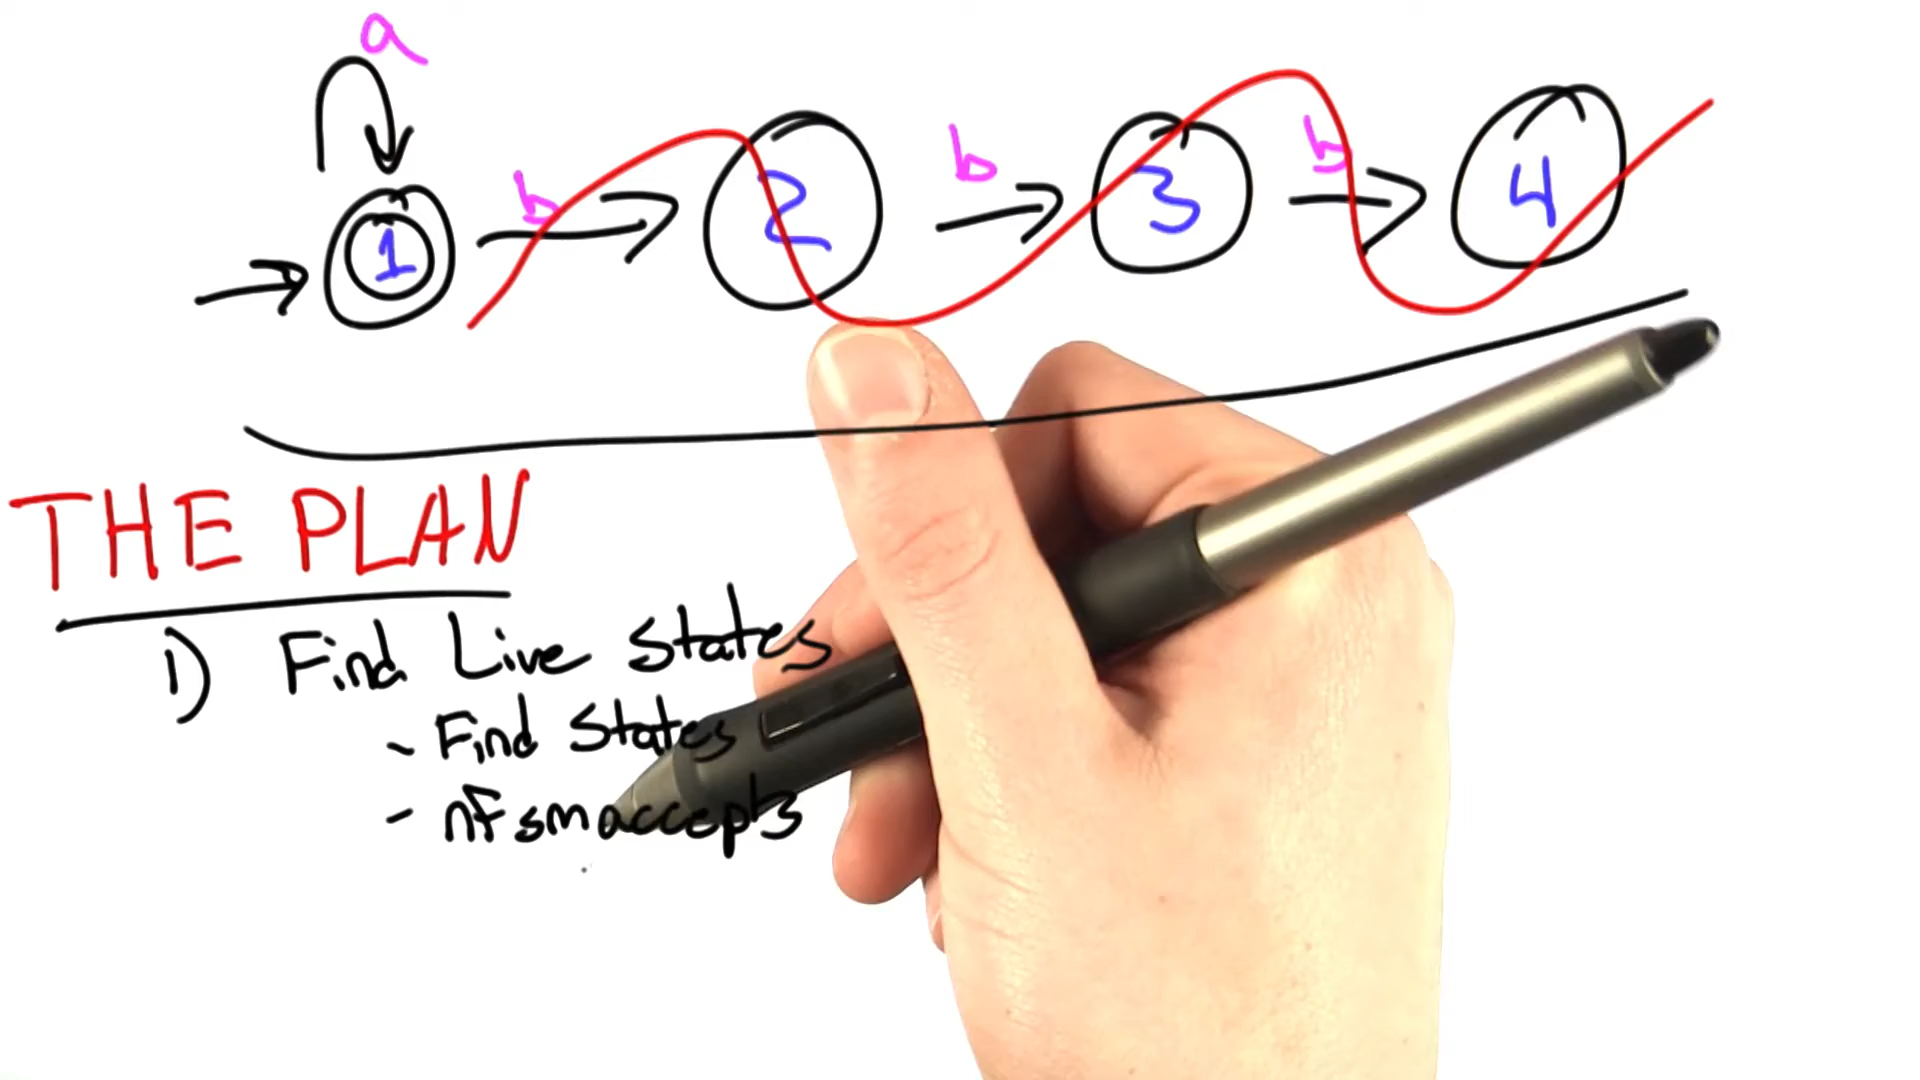 a
b b b
1 2 3 4
THE PLAN
1) Find Live States
- Find States
- nfsmaccepts